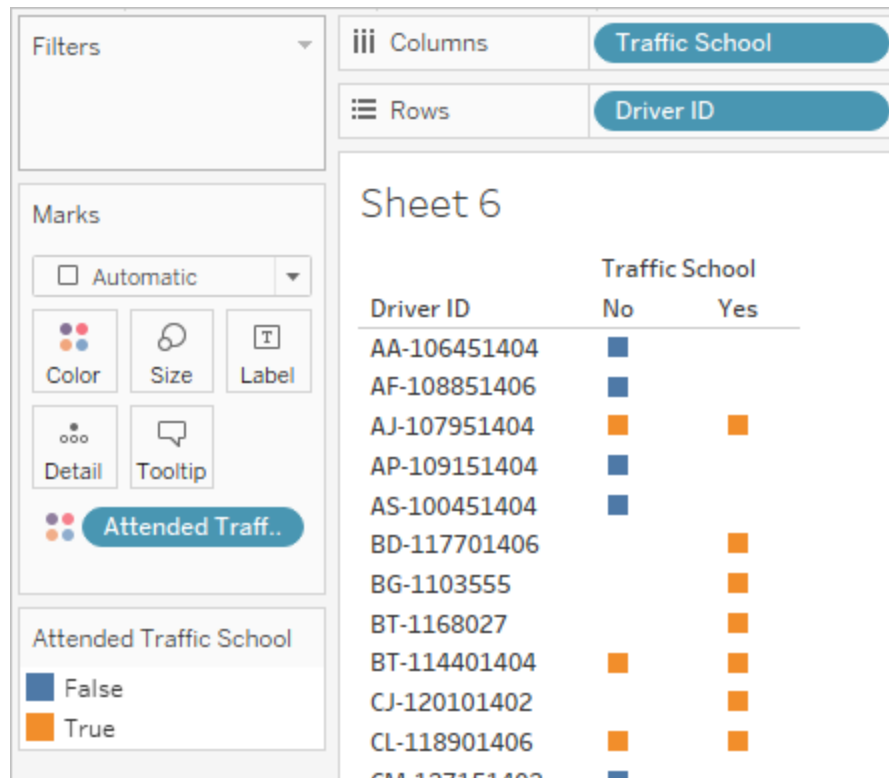 Filters
Columns Traffic School
Rows Driver ID
Marks
Automatic
Color Size Label
T
Detail Tooltip
Attended Traff..
Attended Traffic School
False
True
Sheet 6
Traffic School
Driver ID No Yes
AA-106451404
AF-108851406
AJ-107951404
AP-109151404
AS-100451404
BD-117701406
BG-1103555
BT-1168027
BT-114401404
CJ-120101402
CL-118901406